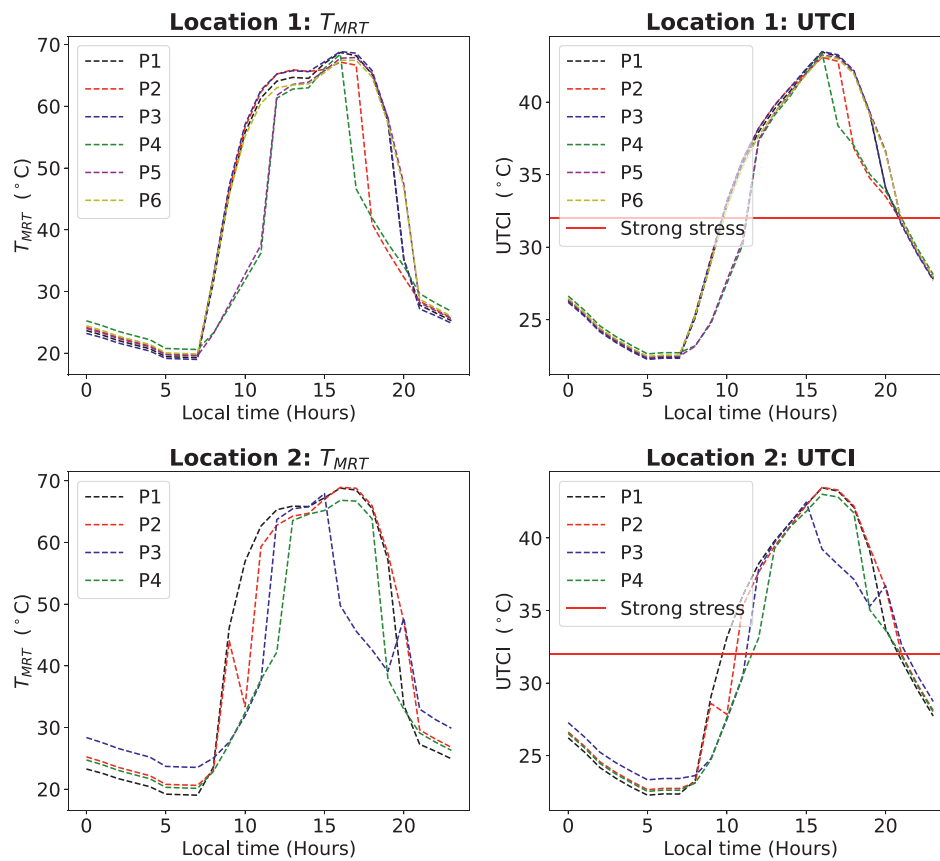 Location 1: T_MRT
70
60
50
40
30
20
T_MRT (°C)
P1
P2
P3
P4
P5
P6
0 5 10 15 20
Local time (Hours)
Location 1: UTCI
40
35
30
25
UTCI (°C)
P1
P2
P3
P4
P5
P6
Strong stress
0 5 10 15 20
Local time (Hours)
Location 2: T_MRT
70
60
50
40
30
20
T_MRT (°C)
P1
P2
P3
P4
0 5 10 15 20
Local time (Hours)
Location 2: UTCI
40
35
30
25
UTCI (°C)
P1
P2
P3
P4
Strong stress
0 5 10 15 20
Local time (Hours)